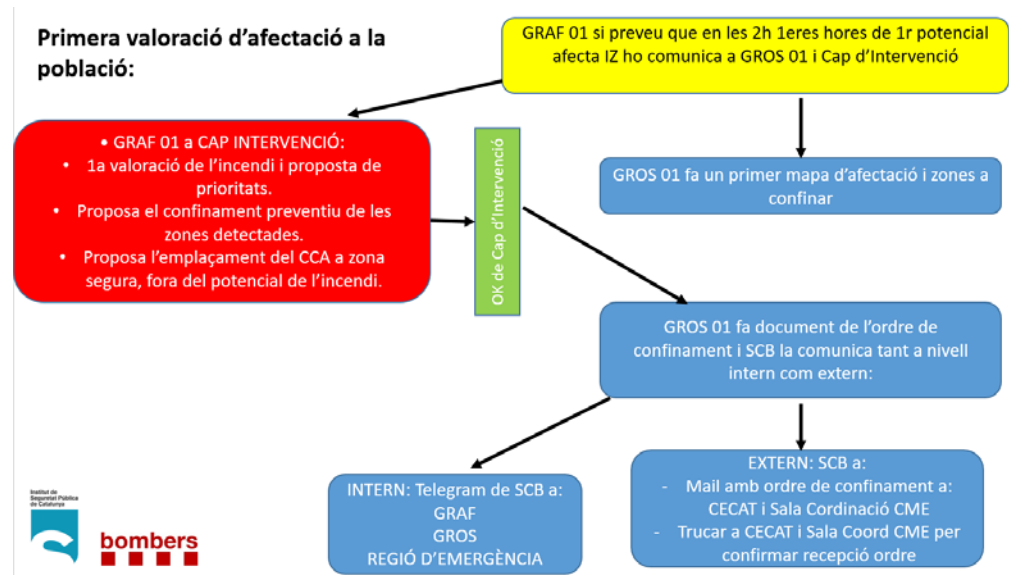 Primera valoració d'afectació a la
població:
GRAF 01 si preveu que en les 2h 1eres hores de 1r potencial
afecta IZ ho comunica a GROS 01 i Cap d'Intervenció
• GRAF 01 a CAP INTERVENCIÓ:
• 1a valoració de l'incendi i proposta de
prioritats.
• Proposa el confinament preventiu de les
zones detectades.
• Proposa l'emplaçament del CCA a zona
segura, fora del potencial de l'incendi.
OK de Cap d'Intervenció
GROS 01 fa un primer mapa d'afectació i zones a
confinar
GROS 01 fa document de l'ordre de
confinament i SCB la comunica tant a nivell
intern com extern:
INTERN: Telegram de SCB a:
GRAF
GROS
REGIÓ D'EMERGÈNCIA
EXTERN: SCB a:
- Mail amb ordre de confinament a:
CECAT i Sala Cordinació CME
- Trucar a CECAT i Sala Coord CME per
confirmar recepció ordre
Institut de
Seguretat Pública
de Catalunya
bombers